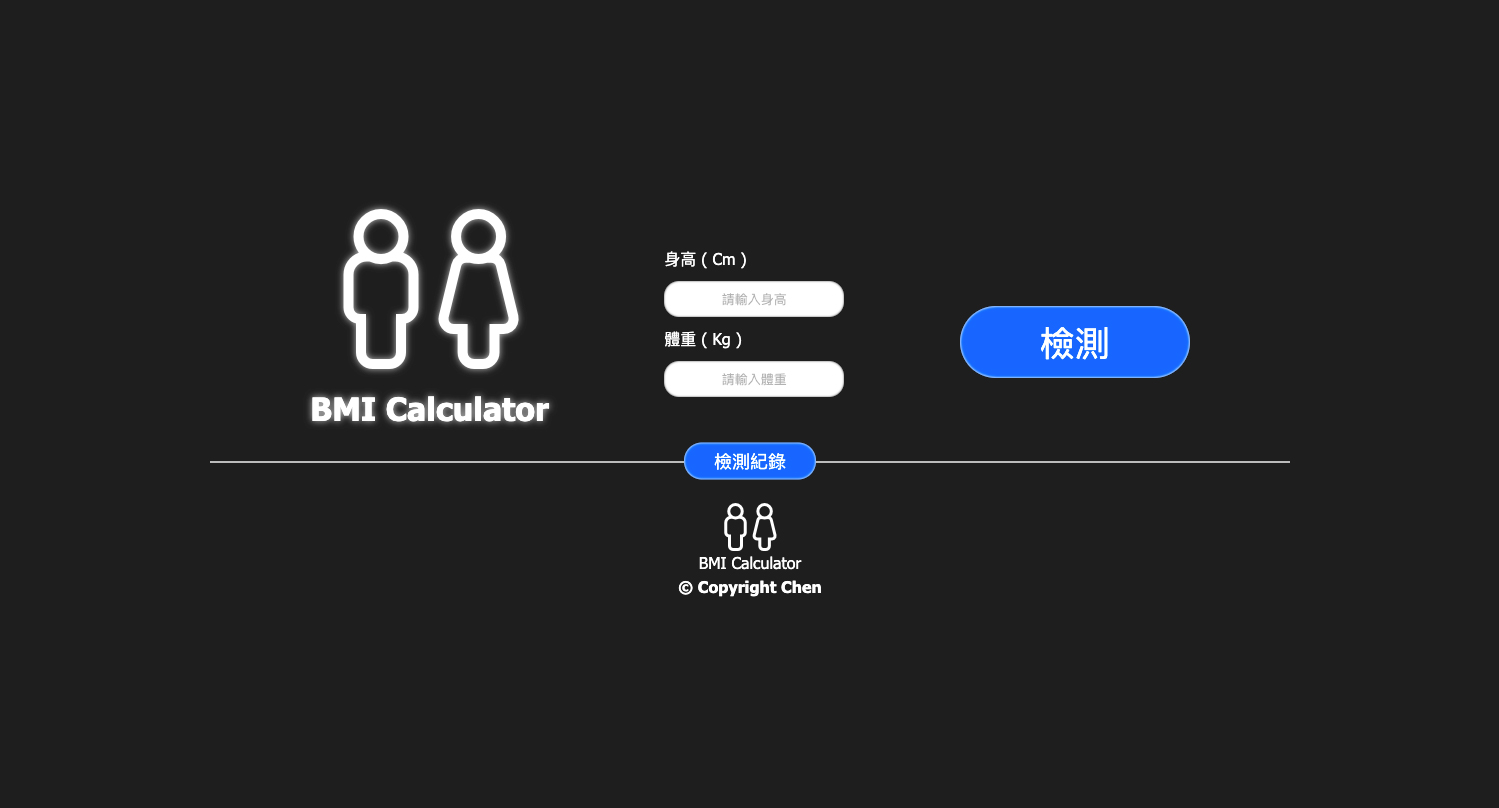 身高 ( Cm )
請輸入身高
體重 ( Kg )
請輸入體重
檢測
BMI Calculator
檢測紀錄
BMI Calculator
© Copyright Chen